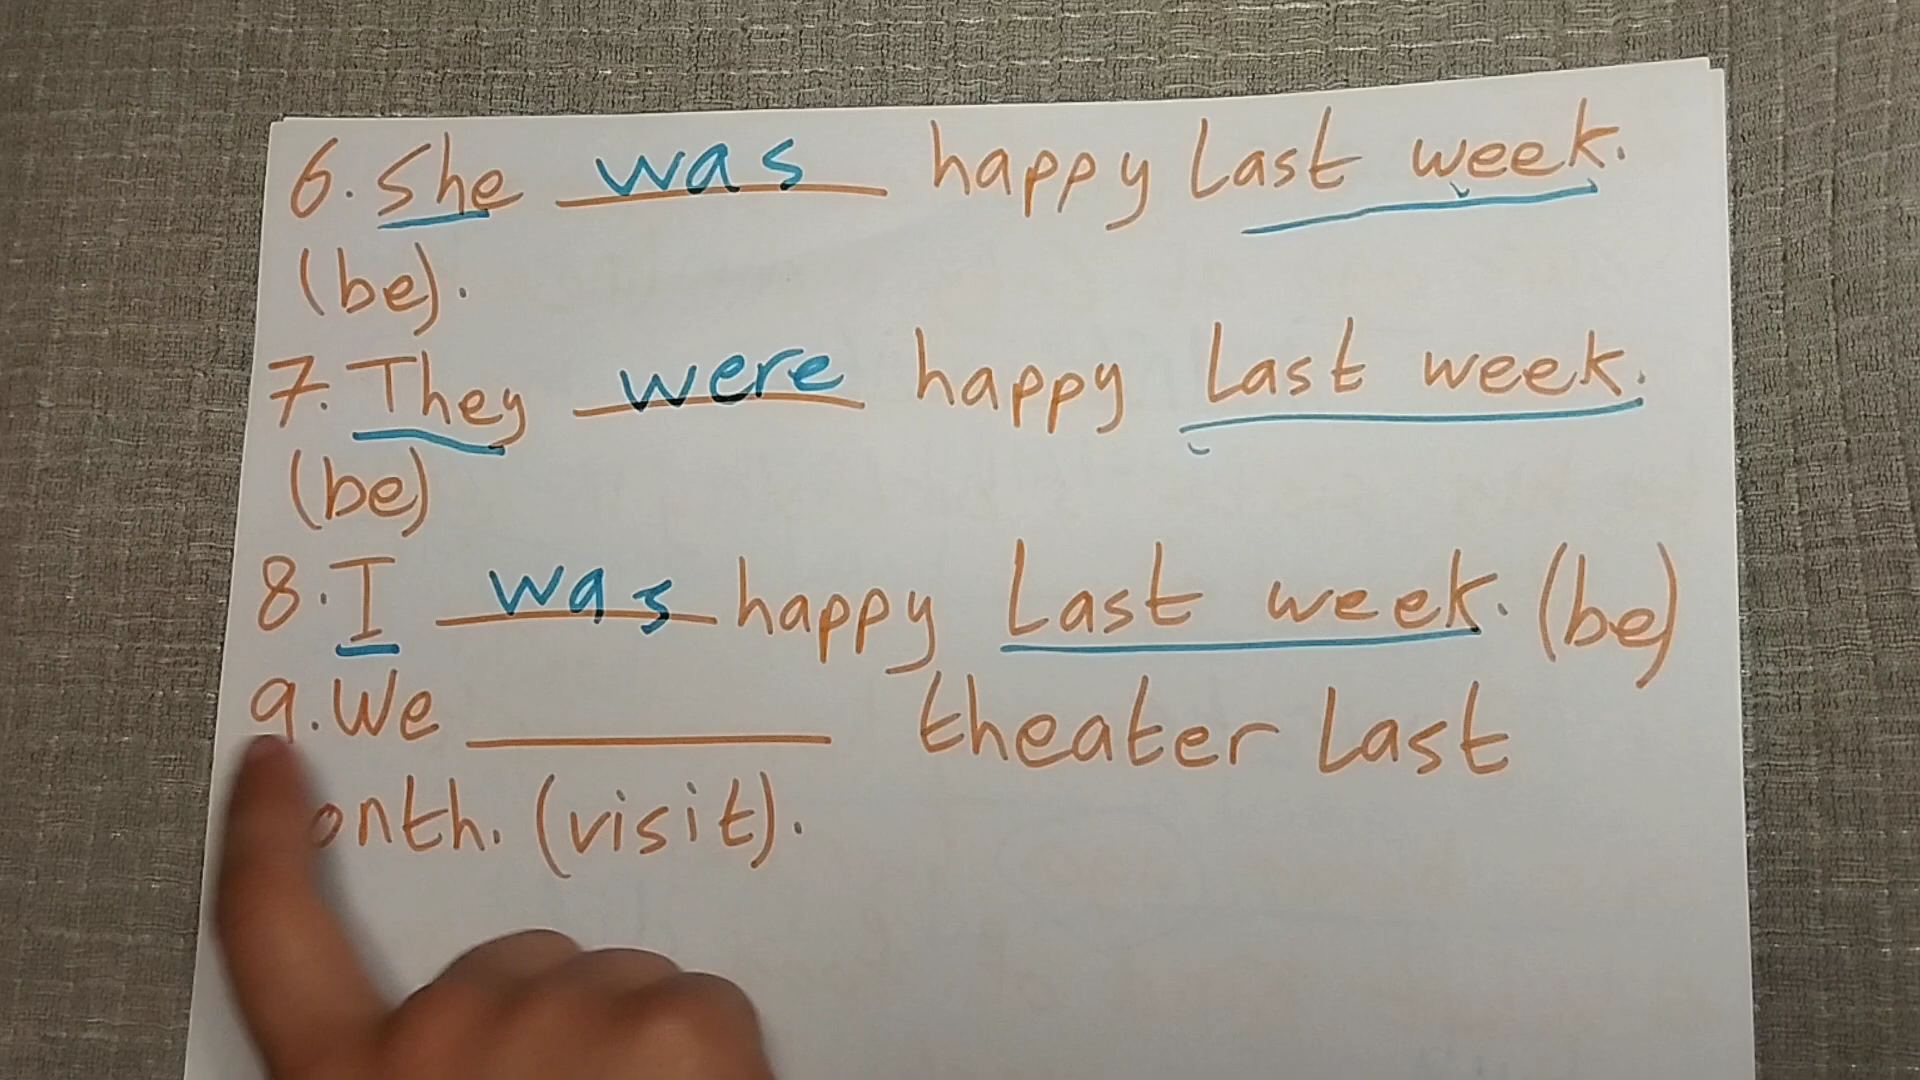 6. She was happy last week.
(be).
7. They were happy last week.
(be)
8. I was happy Last week. (be)
9. We ________ theater last
(visit).